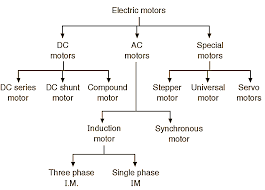 Electric motors
DC
motors
AC
motors
Special
motors
DC series
motor
DC shunt
motor
Compound
motor
Stepper
motor
Universal
motor
Servo
motors
Induction
motor
Synchronous
motor
Three phase
I.M.
Single phase
IM